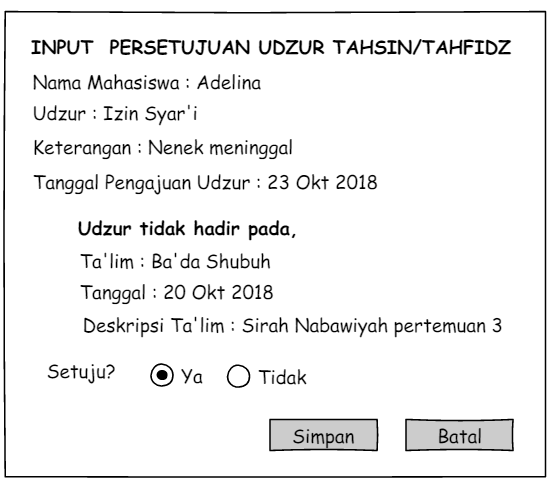 INPUT PERSETUJUAN UDZUR TAHSIN/TAHFIDZ
Nama Mahasiswa : Adelina
Udzur : Izin Syar'i
Keterangan : Nenek meninggal
Tanggal Pengajuan Udzur : 23 Okt 2018
Udzur tidak hadir pada,
Ta'lim : Ba'da Shubuh
Tanggal : 20 Okt 2018
Deskripsi Ta'lim : Sirah Nabawiyah pertemuan 3
Setuju? Ya Tidak
Simpan Batal